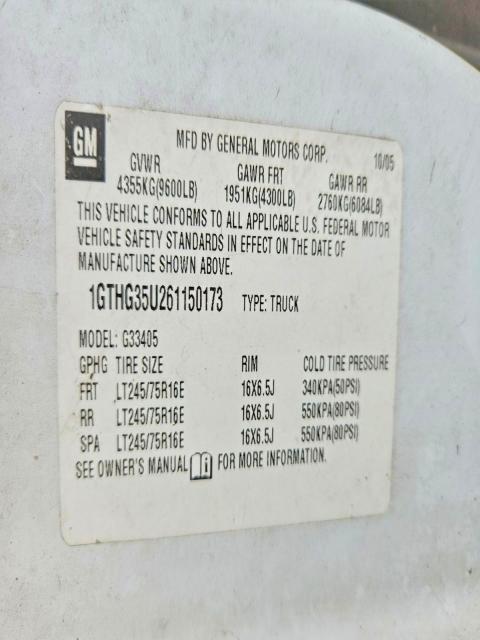 GM
MFD BY GENERAL MOTORS CORP. 10/05
GVWR GAWR FRT GAWR RR
4355KG(9600LB) 1951KG(4300LB) 2760KG(6084LB)
THIS VEHICLE CONFORMS TO ALL APPLICABLE U.S. FEDERAL MOTOR
VEHICLE SAFETY STANDARDS IN EFFECT ON THE DATE OF
MANUFACTURE SHOWN ABOVE.
1GTHG35U261150173 TYPE: TRUCK
MODEL: G33405
GPHG TIRE SIZE RIM COLD TIRE PRESSURE
FRT LT245/75R16E 16X6.5J 340KPA(50PSI)
RR LT245/75R16E 16X6.5J 550KPA(80PSI)
SPA LT245/75R16E 16X6.5J 550KPA(80PSI)
SEE OWNER'S MANUAL FOR MORE INFORMATION.